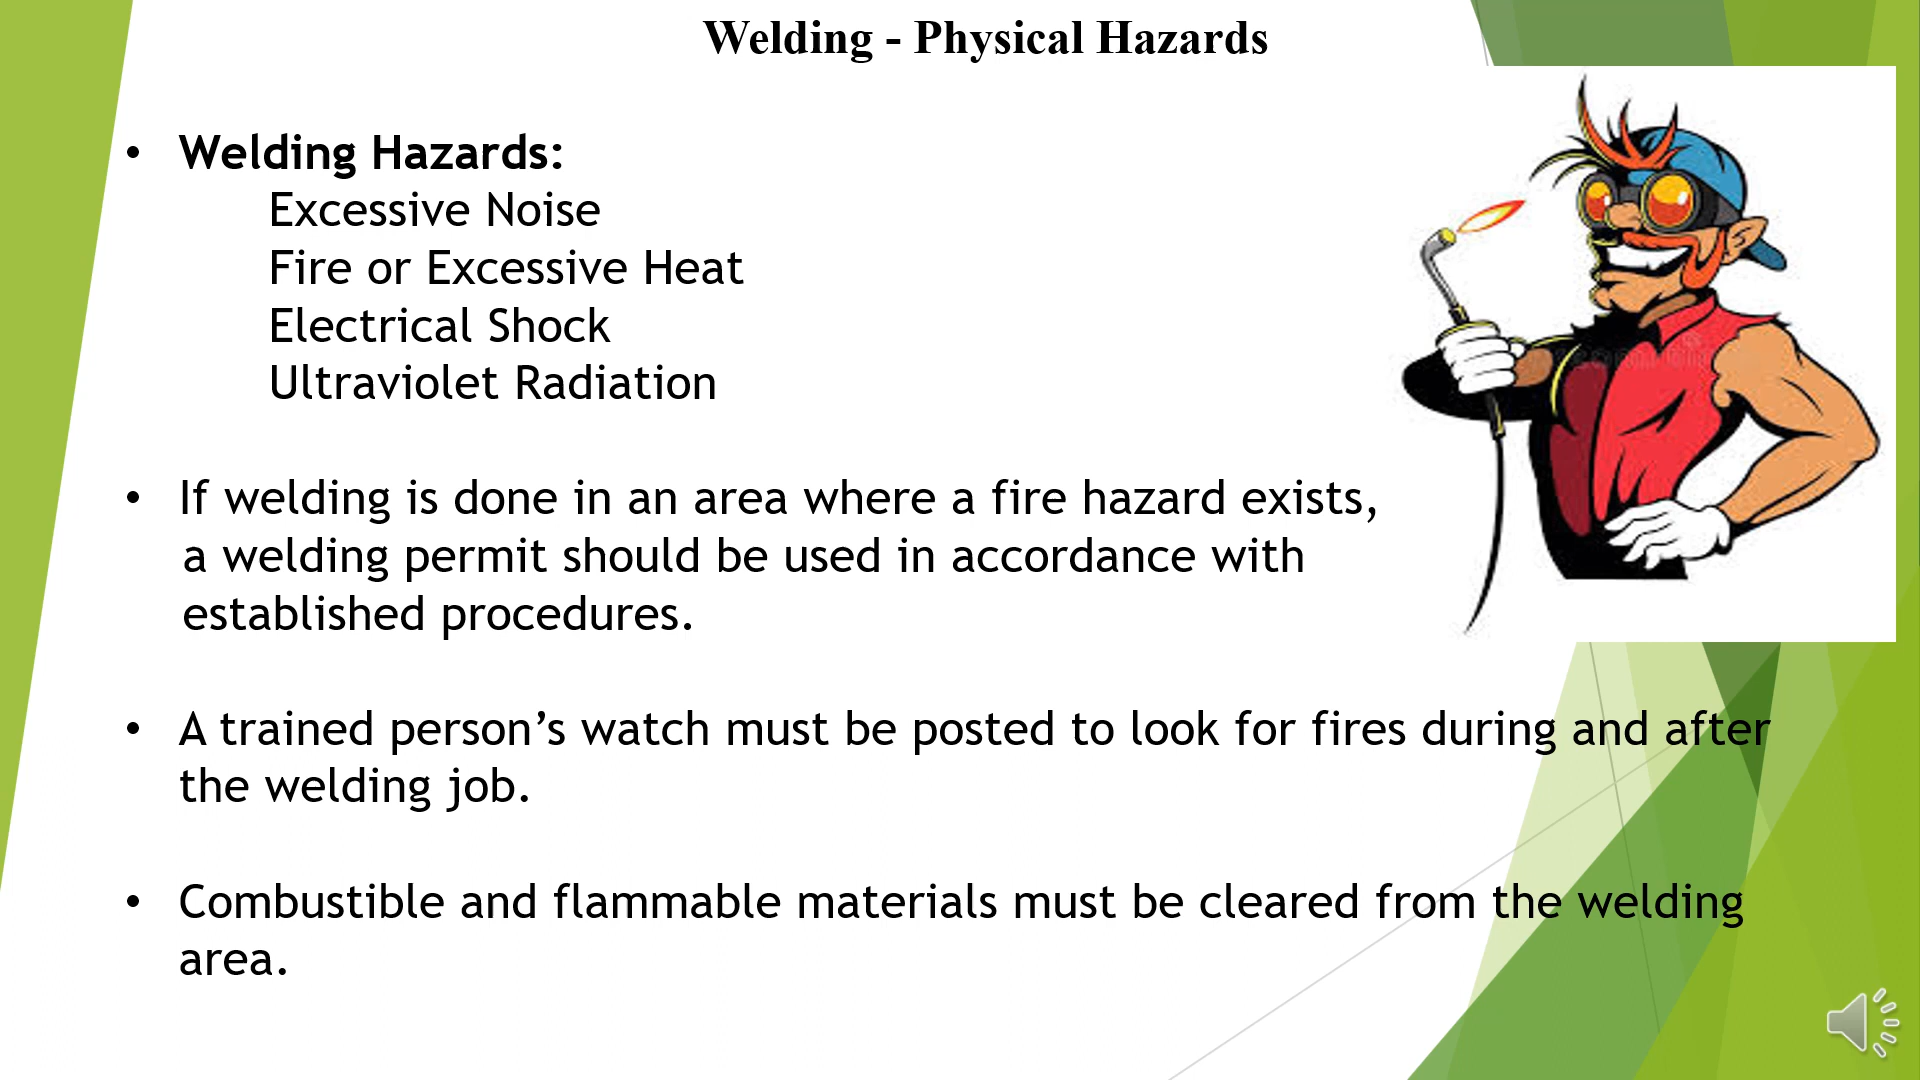 Welding - Physical Hazards
• Welding Hazards:
Excessive Noise
Fire or Excessive Heat
Electrical Shock
Ultraviolet Radiation
• If welding is done in an area where a fire hazard exists,
a welding permit should be used in accordance with
established procedures.
• A trained person’s watch must be posted to look for fires during and after
the welding job.
• Combustible and flammable materials must be cleared from the welding
area.